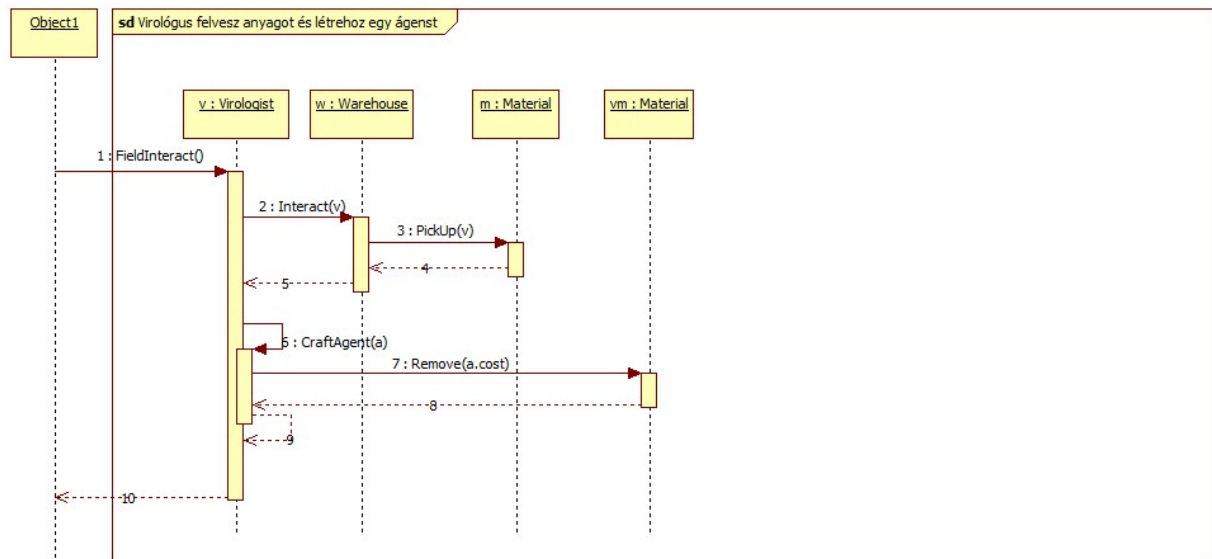 Object1
sd Virológus felvesz anyagot és létrehoz egy ágenst
v : Virologist
w : Warehouse
m : Material
vm : Material
1 : FieldInteract()
2 : Interact(v)
3 : PickUp(v)
4
5
6 : CraftAgent(a)
7 : Remove(a.cost)
8
9
10